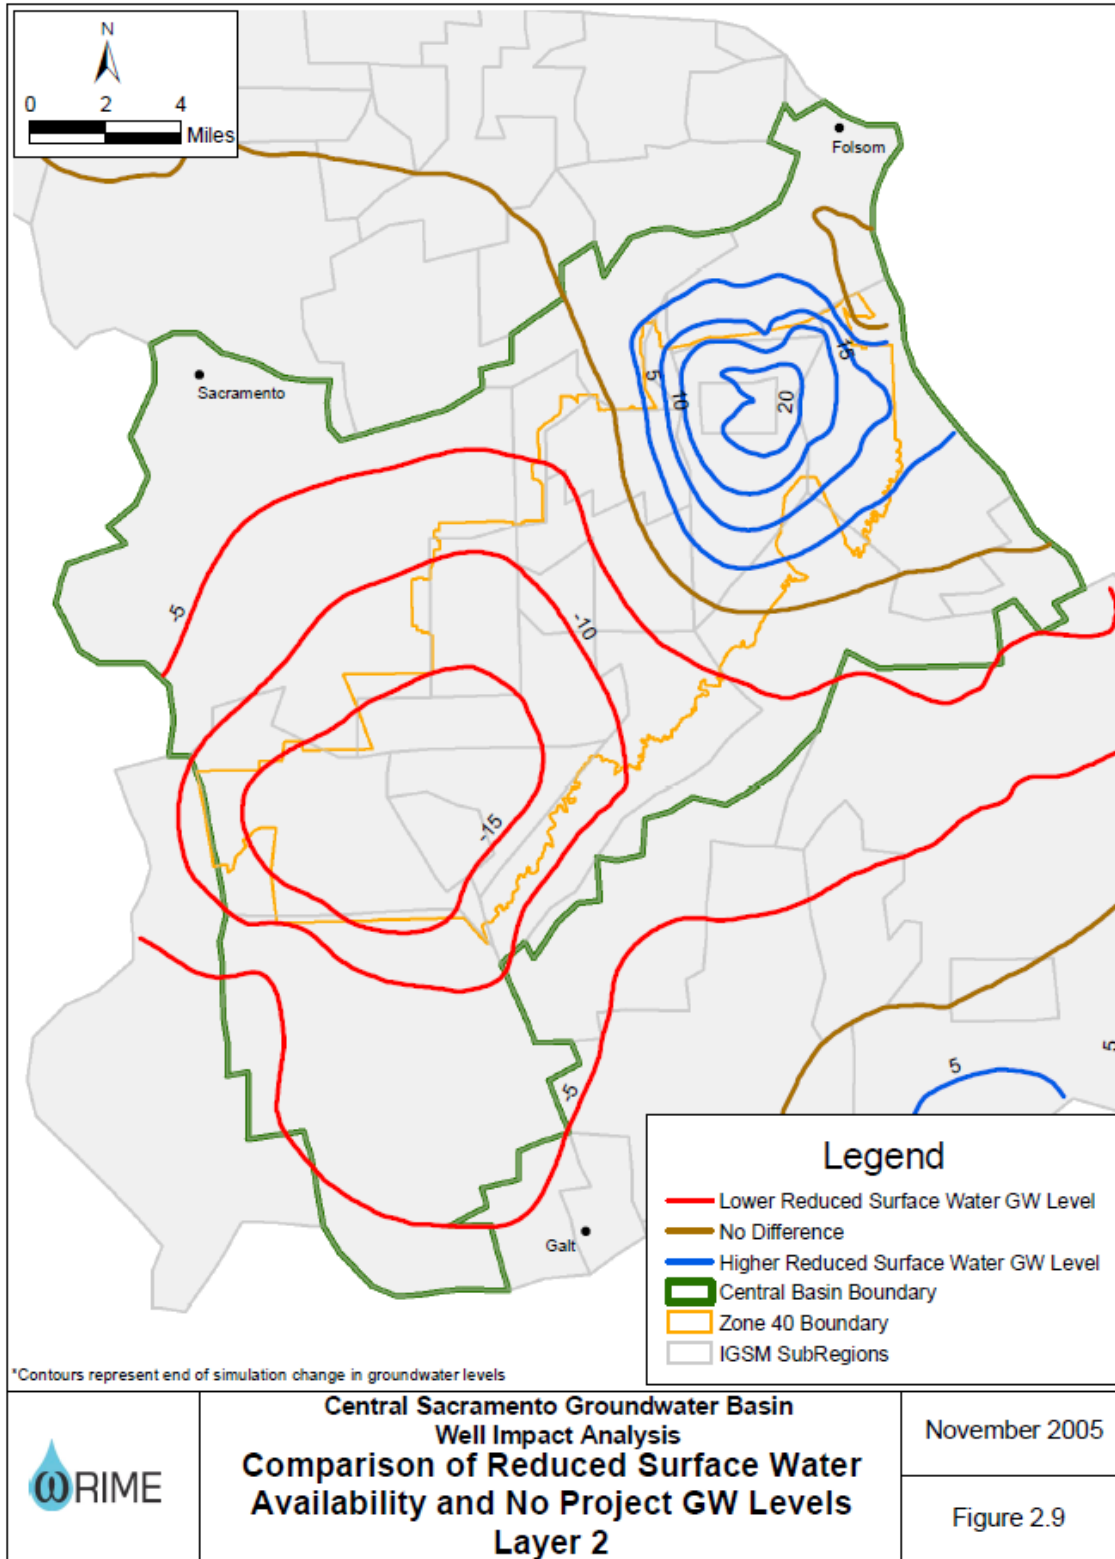 N
0 2 4
Miles
Folsom
Sacramento
5
10
15
20
-5
-10
-15
-5
5
5
Galt
Legend
Lower Reduced Surface Water GW Level
No Difference
Higher Reduced Surface Water GW Level
Central Basin Boundary
Zone 40 Boundary
IGSM SubRegions
*Contours represent end of simulation change in groundwater levels
WRIME
Central Sacramento Groundwater Basin
Well Impact Analysis
Comparison of Reduced Surface Water
Availability and No Project GW Levels
Layer 2
November 2005
Figure 2.9